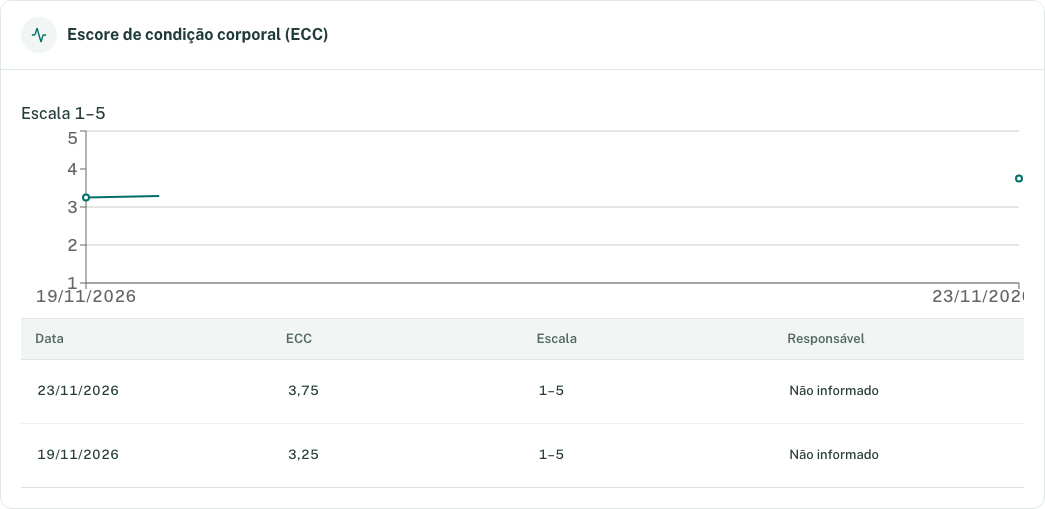 Escore de condição corporal (ECC)
Escala 1–5
5
4
3
2
1
19/11/2026 23/11/202
Data ECC Escala Responsável
23/11/2026 3,75 1–5 Não informado
19/11/2026 3,25 1–5 Não informado